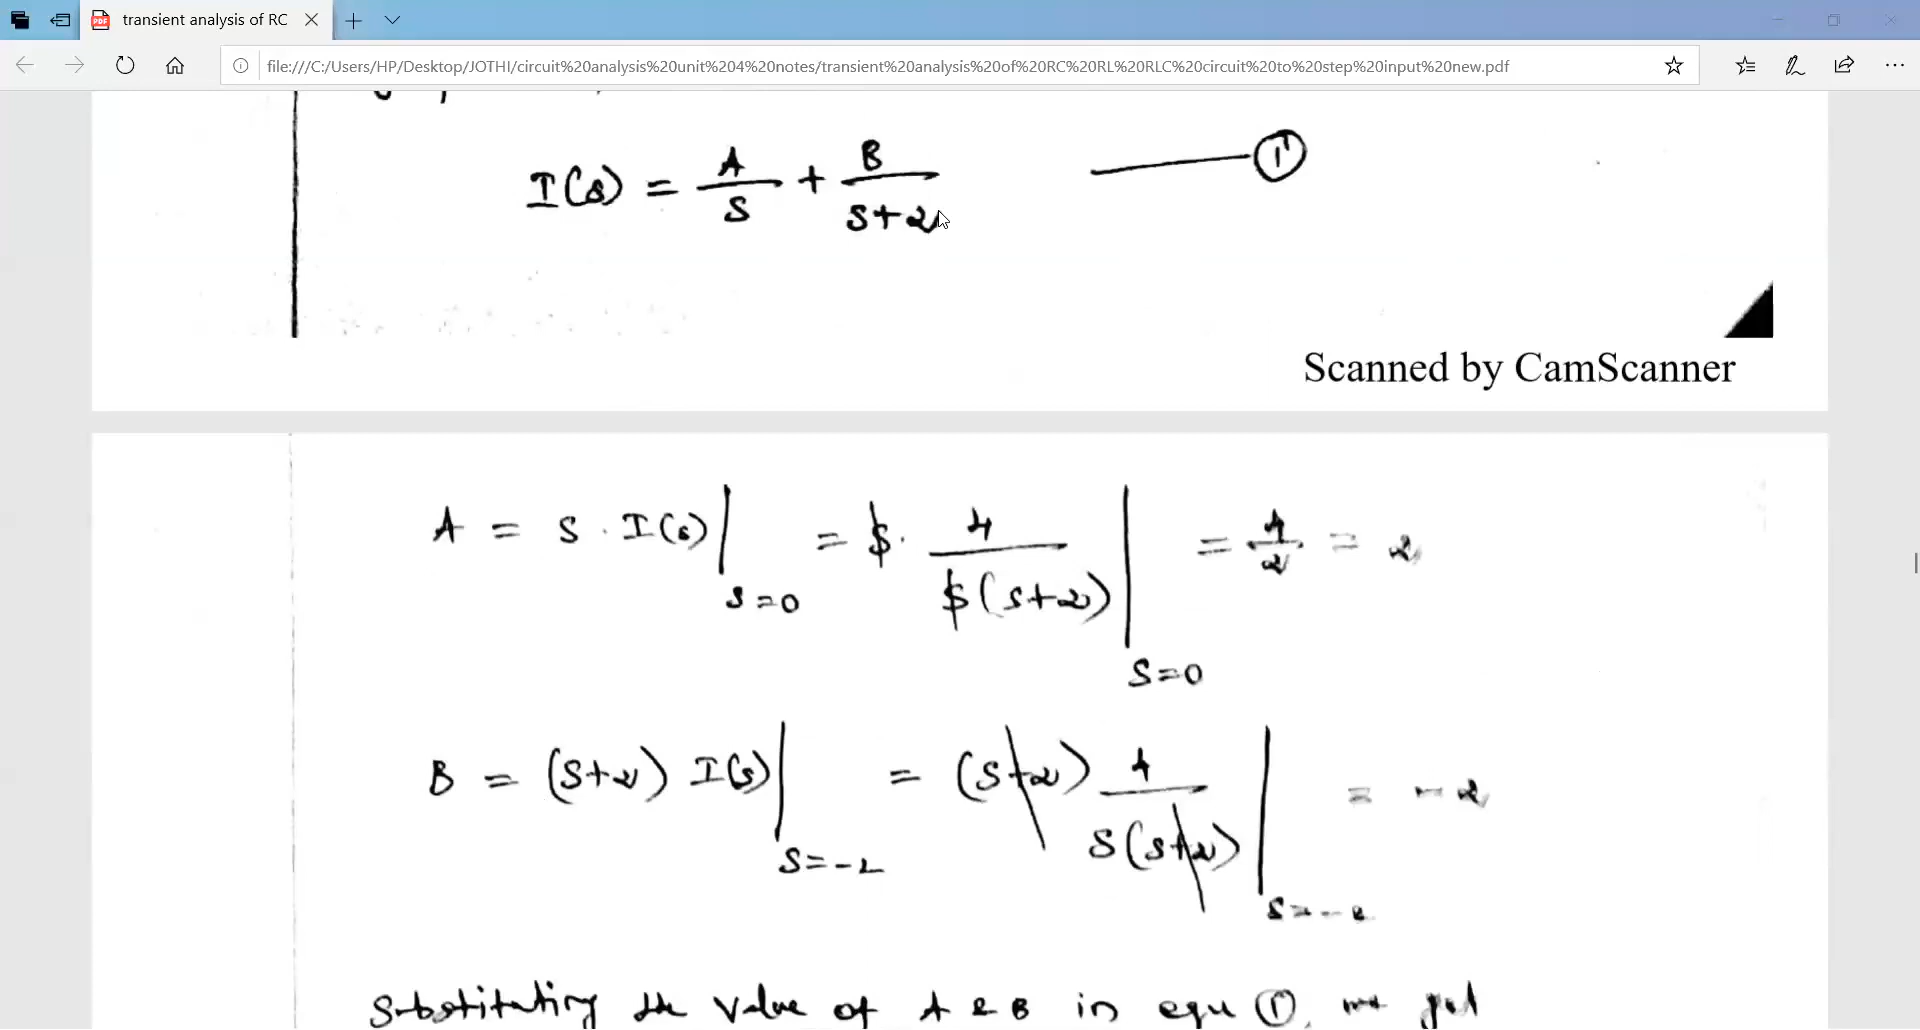 transient analysis of RC
file:///C:/Users/HP/Desktop/JOTHI/circuit%20analysis%20unit%204%20notes/transient%20analysis%20of%20RC%20RL%20RLC%20circuit%20to%20step%20input%20new.pdf
I(s) = A/S + B/S+2 —— ①
Scanned by CamScanner
A = S . I(s)|S=0 = S . 4/S(S+2)|S=0 = 4/2 = 2
B = (S+2) I(s)|S=-2 = (S+2) 4/S(S+2)|S=-2 = -2
Substituting the value of A & B in equ ①, we get